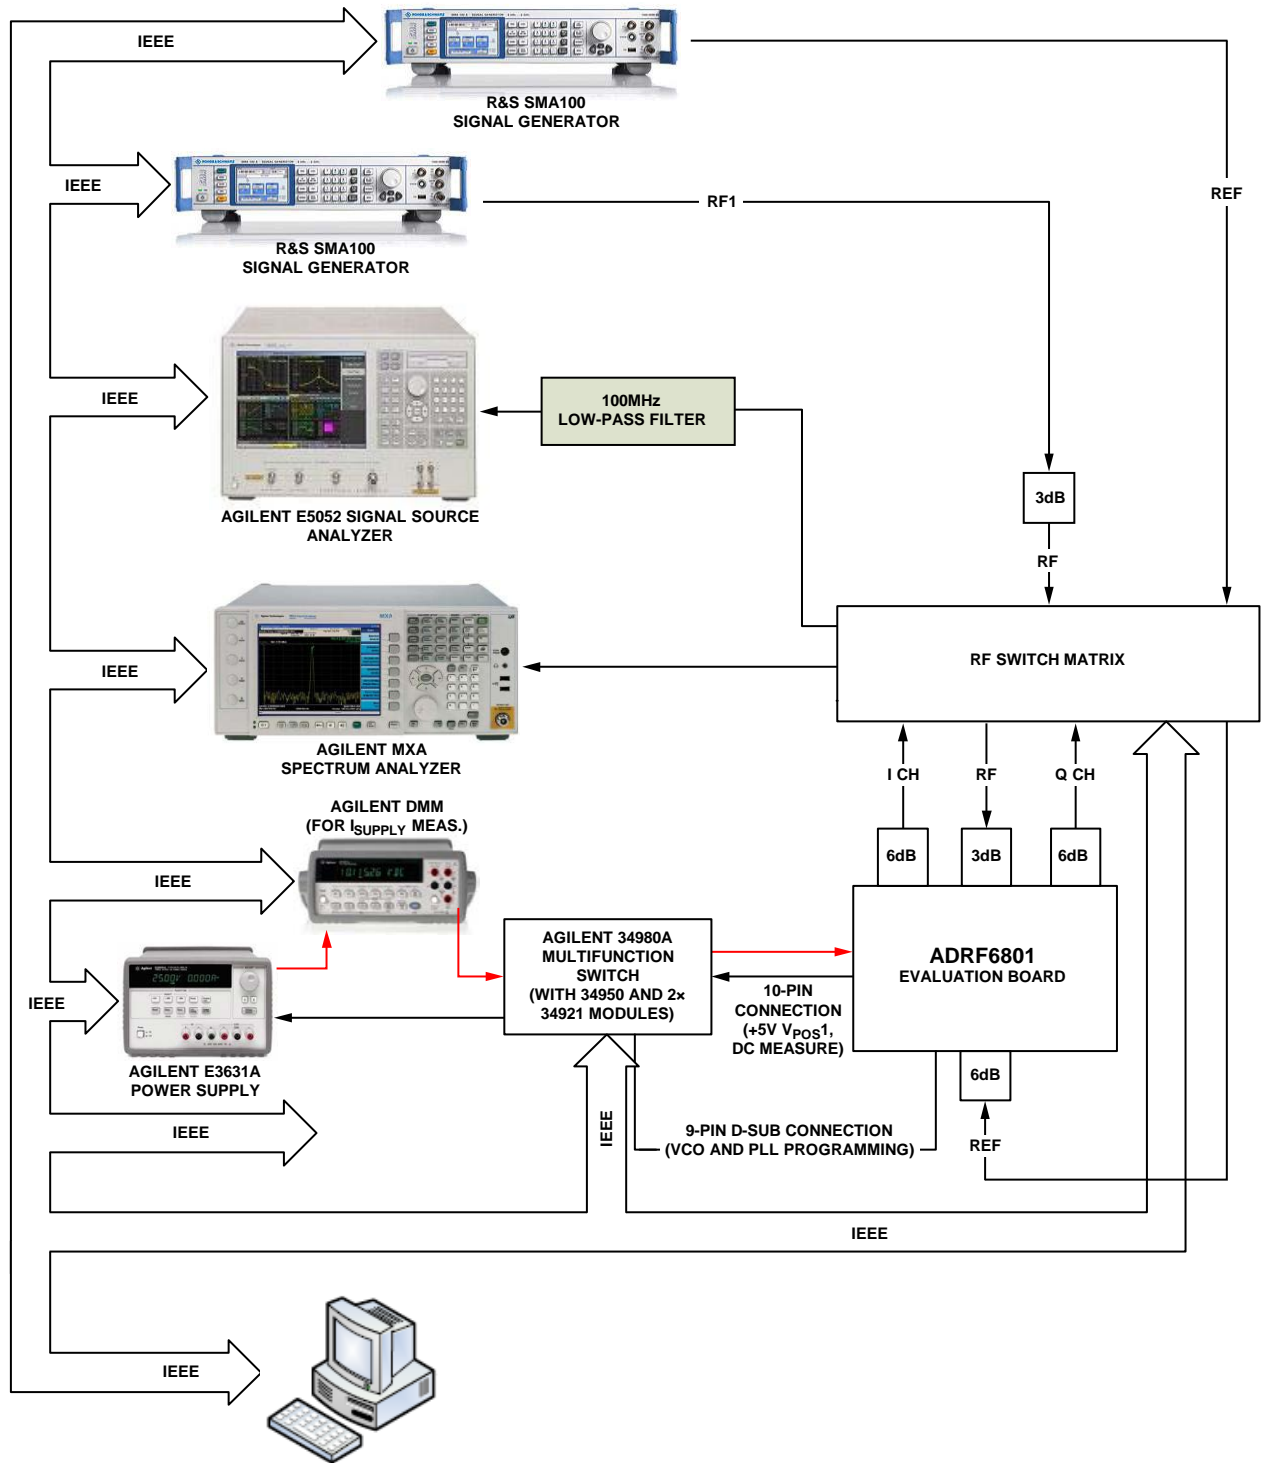 IEEE
R&S SMA100
SIGNAL GENERATOR
IEEE
RF1
REF
R&S SMA100
SIGNAL GENERATOR
IEEE
100MHz
LOW-PASS FILTER
3dB
AGILENT E5052 SIGNAL SOURCE
ANALYZER
RF
IEEE
RF SWITCH MATRIX
MXA
AGILENT MXA
SPECTRUM ANALYZER
I CH
RF
Q CH
AGILENT DMM
(FOR ISUPPLY MEAS.)
6dB
3dB
6dB
IEEE
AGILENT 34980A
MULTIFUNCTION
SWITCH
(WITH 34950 AND 2×
34921 MODULES)
ADRF6801
EVALUATION BOARD
IEEE
10-PIN
CONNECTION
(+5V VPOS1,
DC MEASURE)
AGILENT E3631A
POWER SUPPLY
6dB
IEEE
IEEE
9-PIN D-SUB CONNECTION
(VCO AND PLL PROGRAMMING)
REF
IEEE
IEEE